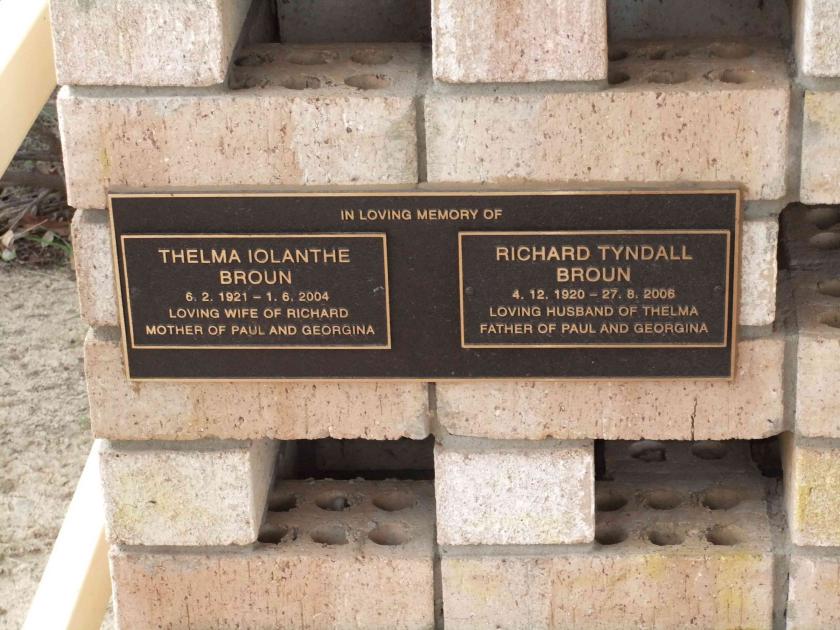 IN LOVING MEMORY OF
THELMA IOLANTHE
BROUN
6. 2. 1921 – 1. 6. 2004
LOVING WIFE OF RICHARD
MOTHER OF PAUL AND GEORGINA
RICHARD TYNDALL
BROUN
4. 12. 1920 – 27. 8. 2006
LOVING HUSBAND OF THELMA
FATHER OF PAUL AND GEORGINA